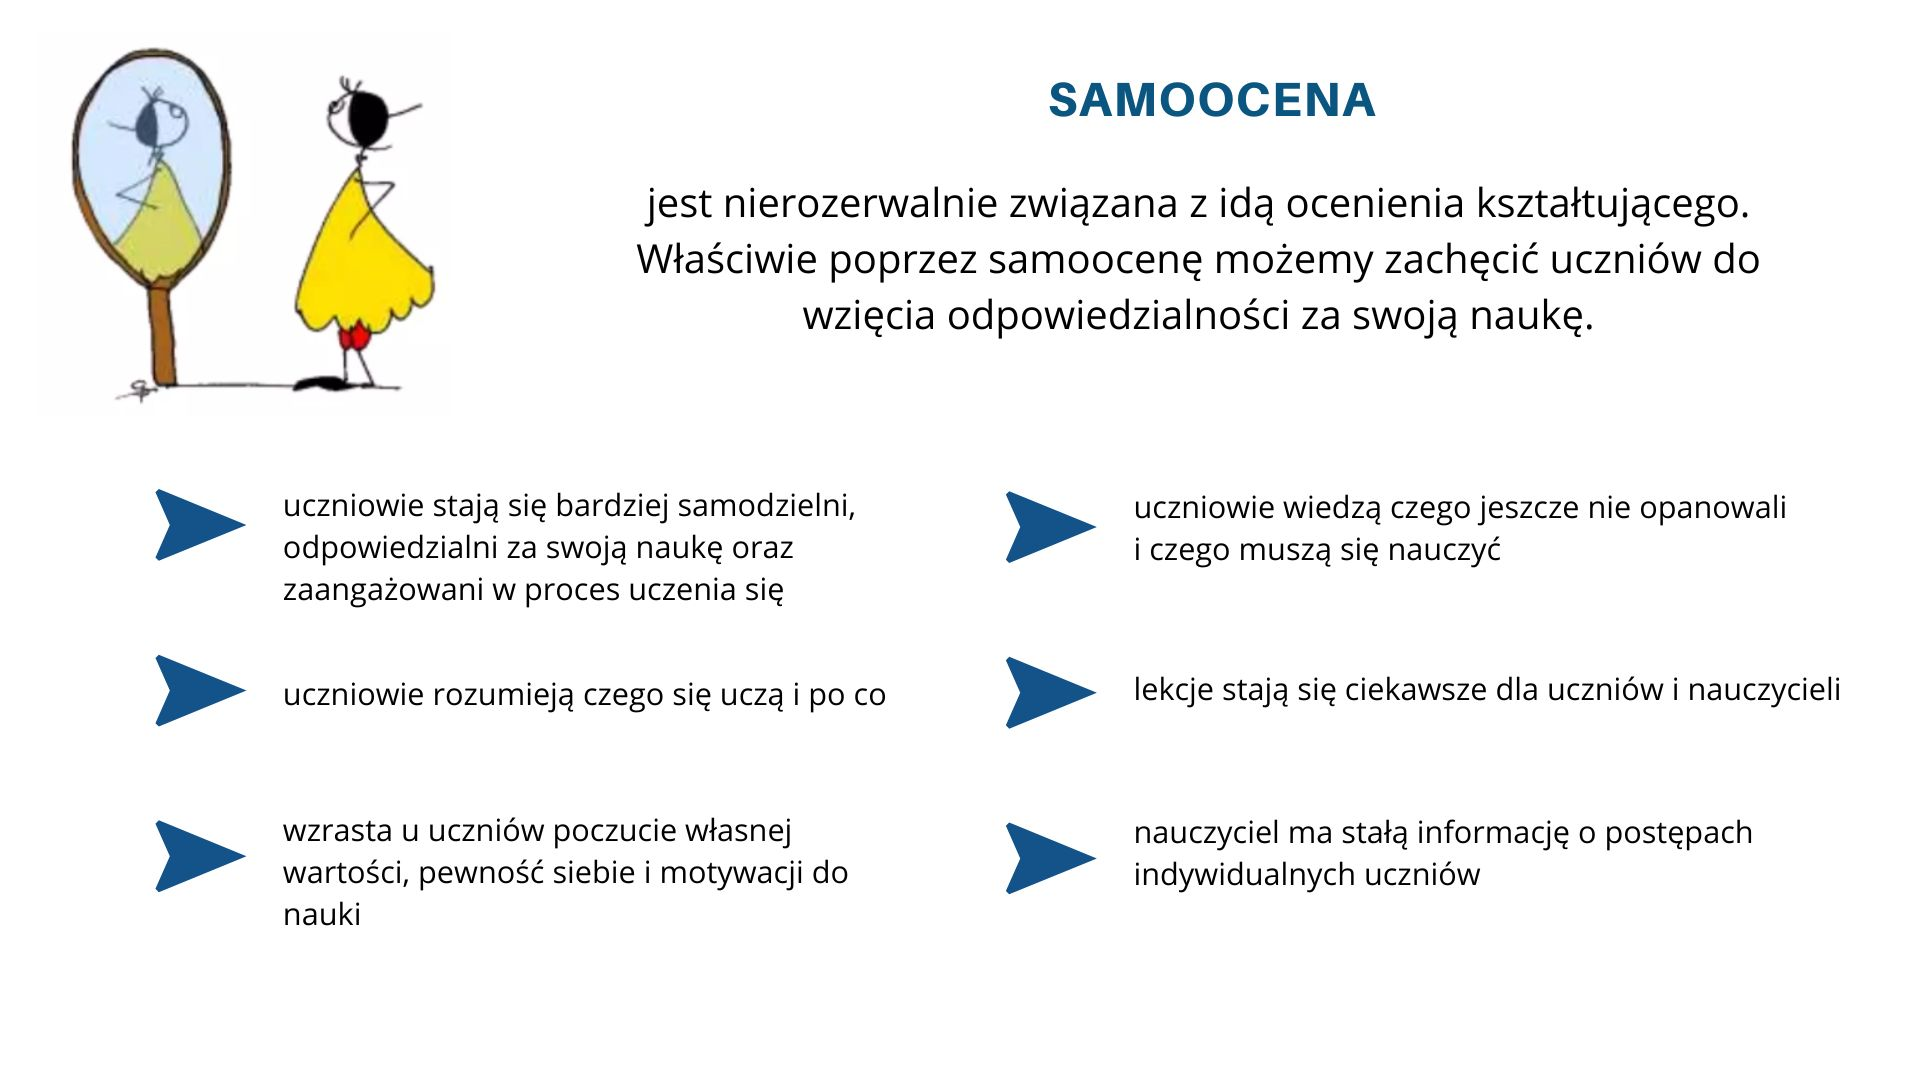 SAMOOCENA
jest nierozerwalnie związana z idą ocenienia kształtującego.
Właściwie poprzez samoocenę możemy zachęcić uczniów do
wzięcia odpowiedzialności za swoją naukę.
uczniowie stają się bardziej samodzielni,
odpowiedzialni za swoją naukę oraz
zaangażowani w proces uczenia się
uczniowie rozumieją czego się uczą i po co
wzrasta u uczniów poczucie własnej
wartości, pewność siebie i motywacji do
nauki
uczniowie wiedzą czego jeszcze nie opanowali
i czego muszą się nauczyć
lekcje stają się ciekawsze dla uczniów i nauczycieli
nauczyciel ma stałą informację o postępach
indywidualnych uczniów